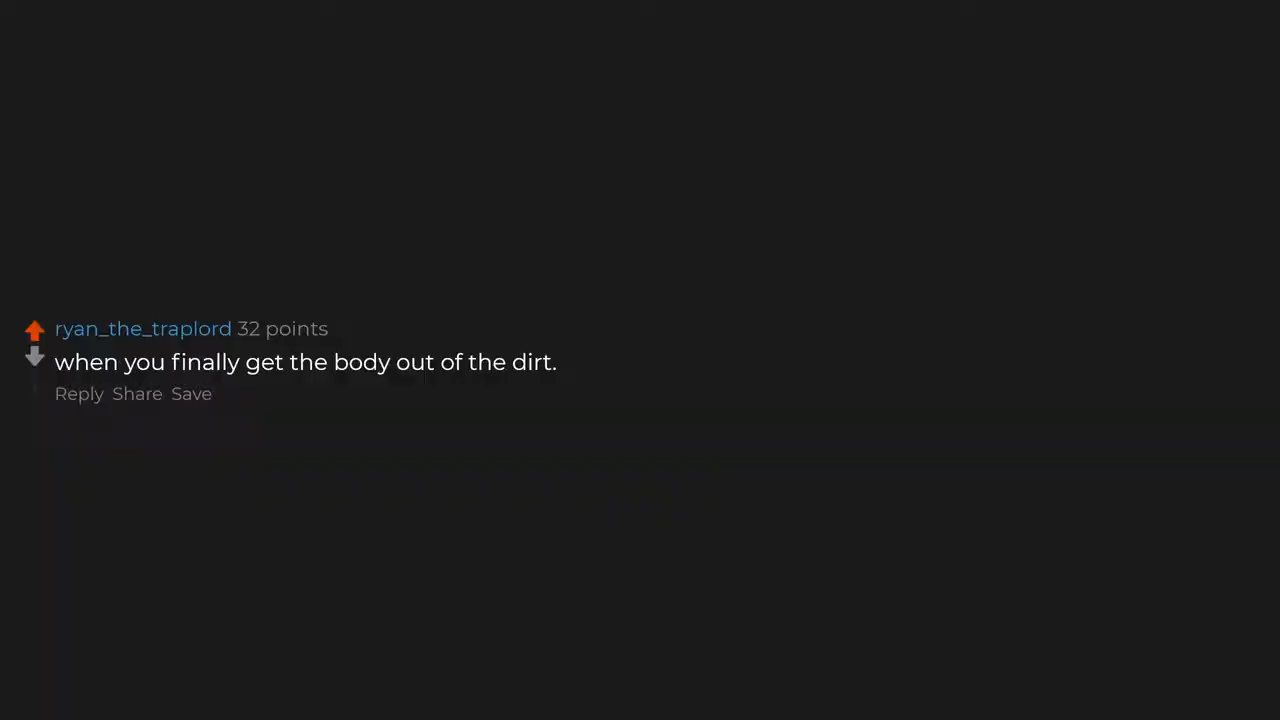 ryan_the_traplord 32 points
when you finally get the body out of the dirt.
Reply Share Save